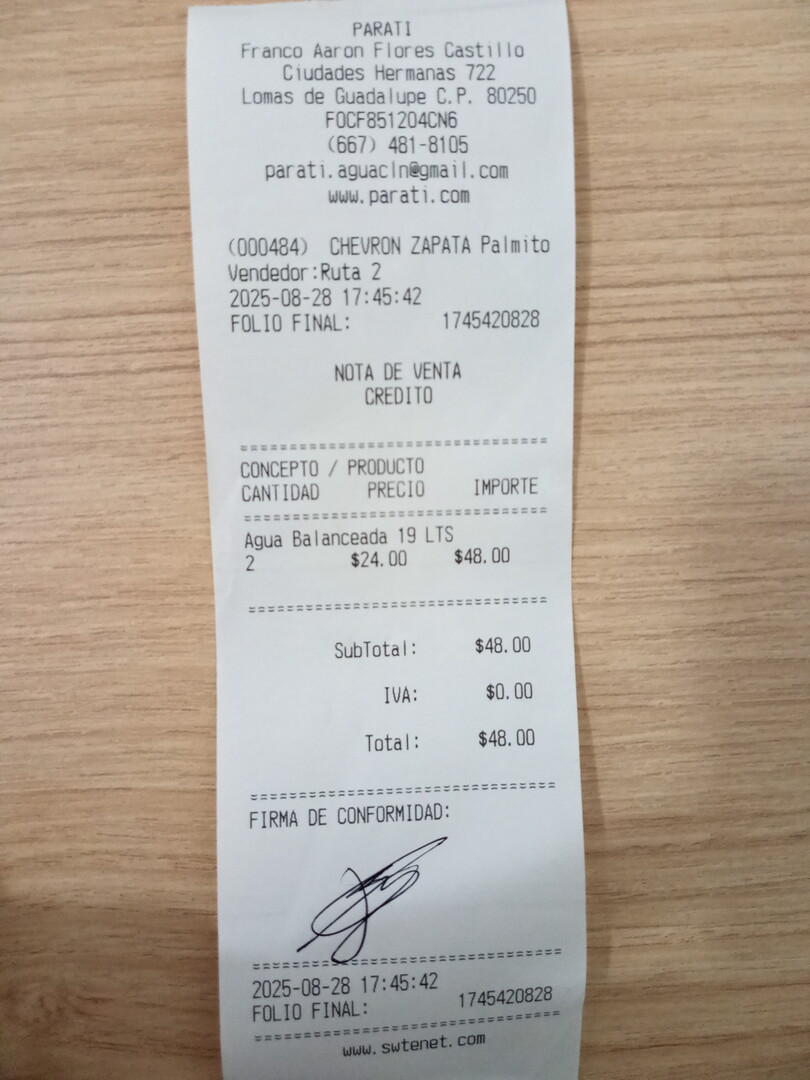 PARATI
Franco Aaron Flores Castillo
Ciudades Hermanas 722
Lomas de Guadalupe C.P. 80250
FOCF851204CN6
(667) 481-8105
parati.aguacln@gmail.com
www.parati.com
(000484) CHEVRON ZAPATA Palmito
Vendedor:Ruta 2
2025-08-28 17:45:42
FOLIO FINAL: 1745420828
NOTA DE VENTA
CREDITO
CONCEPTO / PRODUCTO
CANTIDAD PRECIO IMPORTE
Agua Balanceada 19 LTS
2 $24.00 $48.00
SubTotal: $48.00
IVA: $0.00
Total: $48.00
FIRMA DE CONFORMIDAD:
2025-08-28 17:45:42
FOLIO FINAL: 1745420828
www.swtenet.com